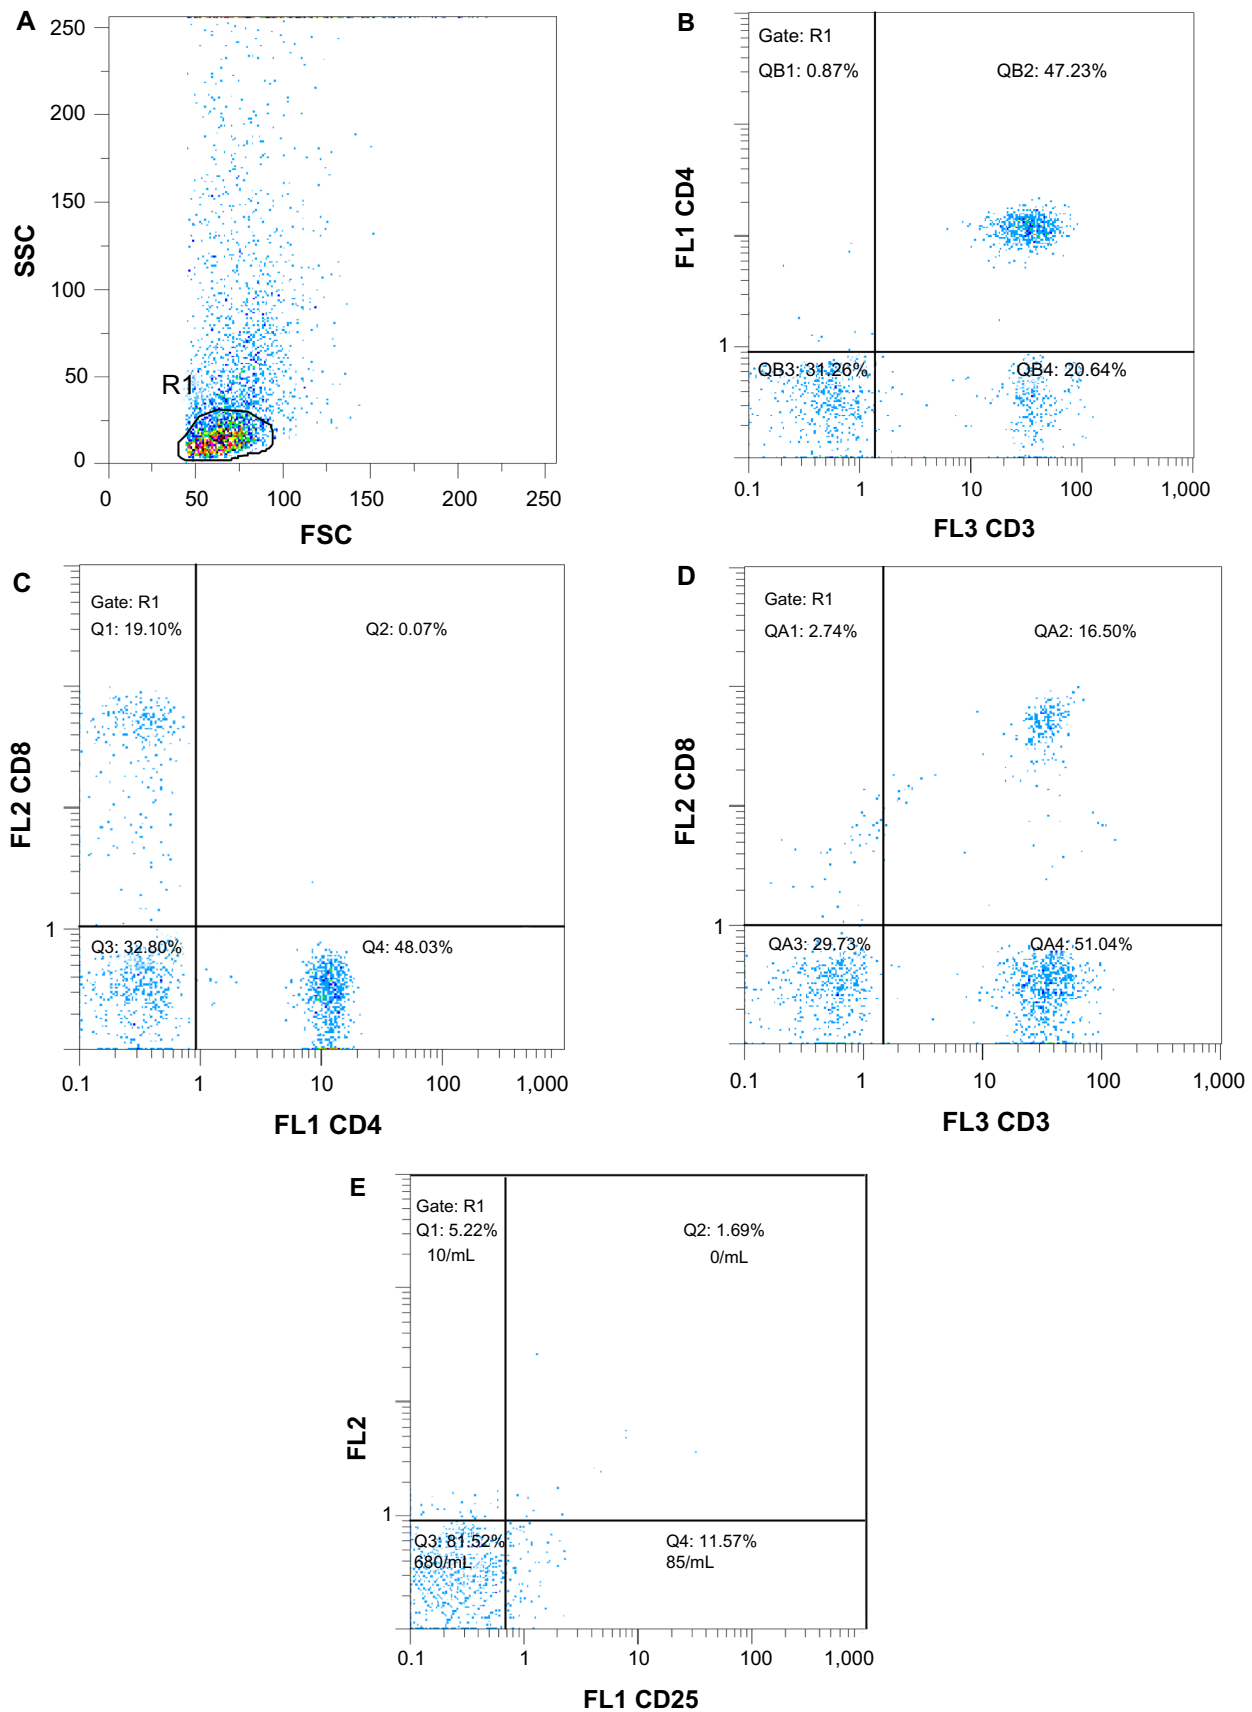 A
250
200
150
100
50
0
SSC
R1
0 50 100 150 200 250
FSC
B
Gate: R1
QB1: 0.87% QB2: 47.23%
FL1 CD4
1
QB3: 31.26% QB4: 20.64%
0.1 1 10 100 1,000
FL3 CD3
C
Gate: R1
Q1: 19.10% Q2: 0.07%
FL2 CD8
1
Q3: 32.80% Q4: 48.03%
0.1 1 10 100 1,000
FL1 CD4
D
Gate: R1
QA1: 2.74% QA2: 16.50%
FL2 CD8
1
QA3: 29.73% QA4: 51.04%
0.1 1 10 100 1,000
FL3 CD3
E
Gate: R1
Q1: 5.22% Q2: 1.69%
10/mL 0/mL
FL2
1
Q3: 81.52% Q4: 11.57%
680/mL 85/mL
0.1 1 10 100 1,000
FL1 CD25